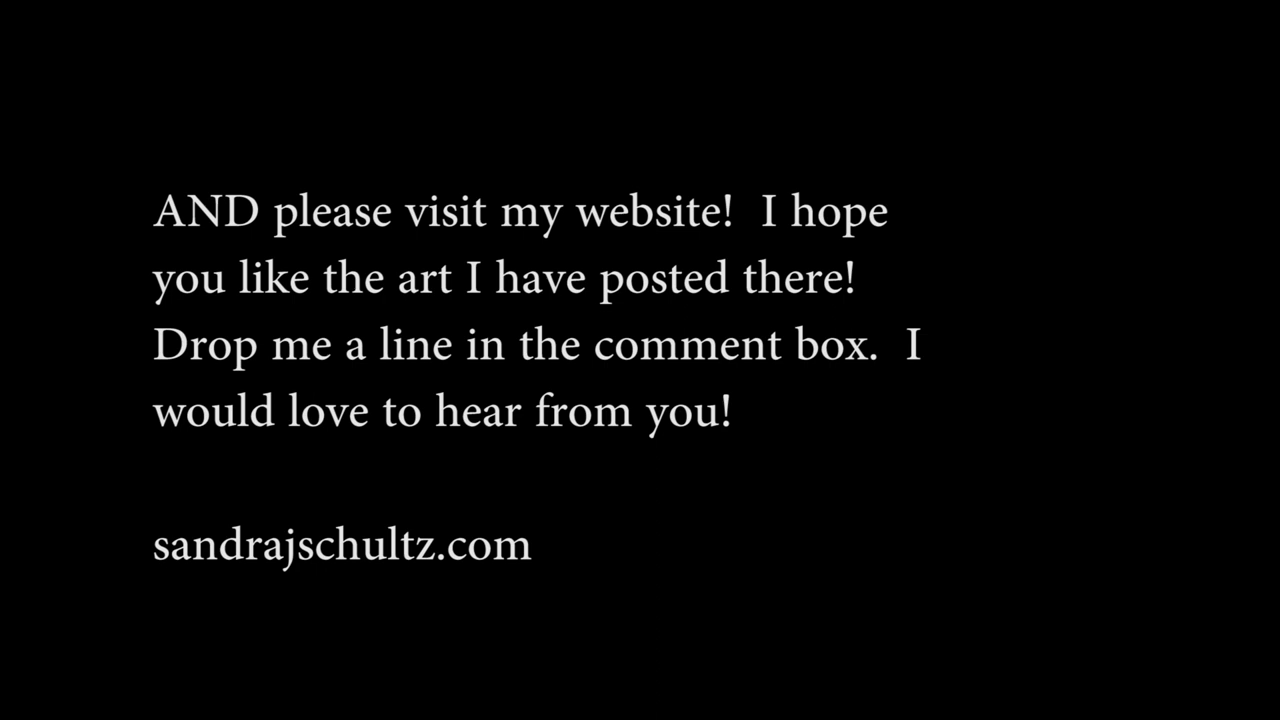 AND please visit my website!  I hope
you like the art I have posted there!
Drop me a line in the comment box.  I
would love to hear from you!
sandrajschultz.com